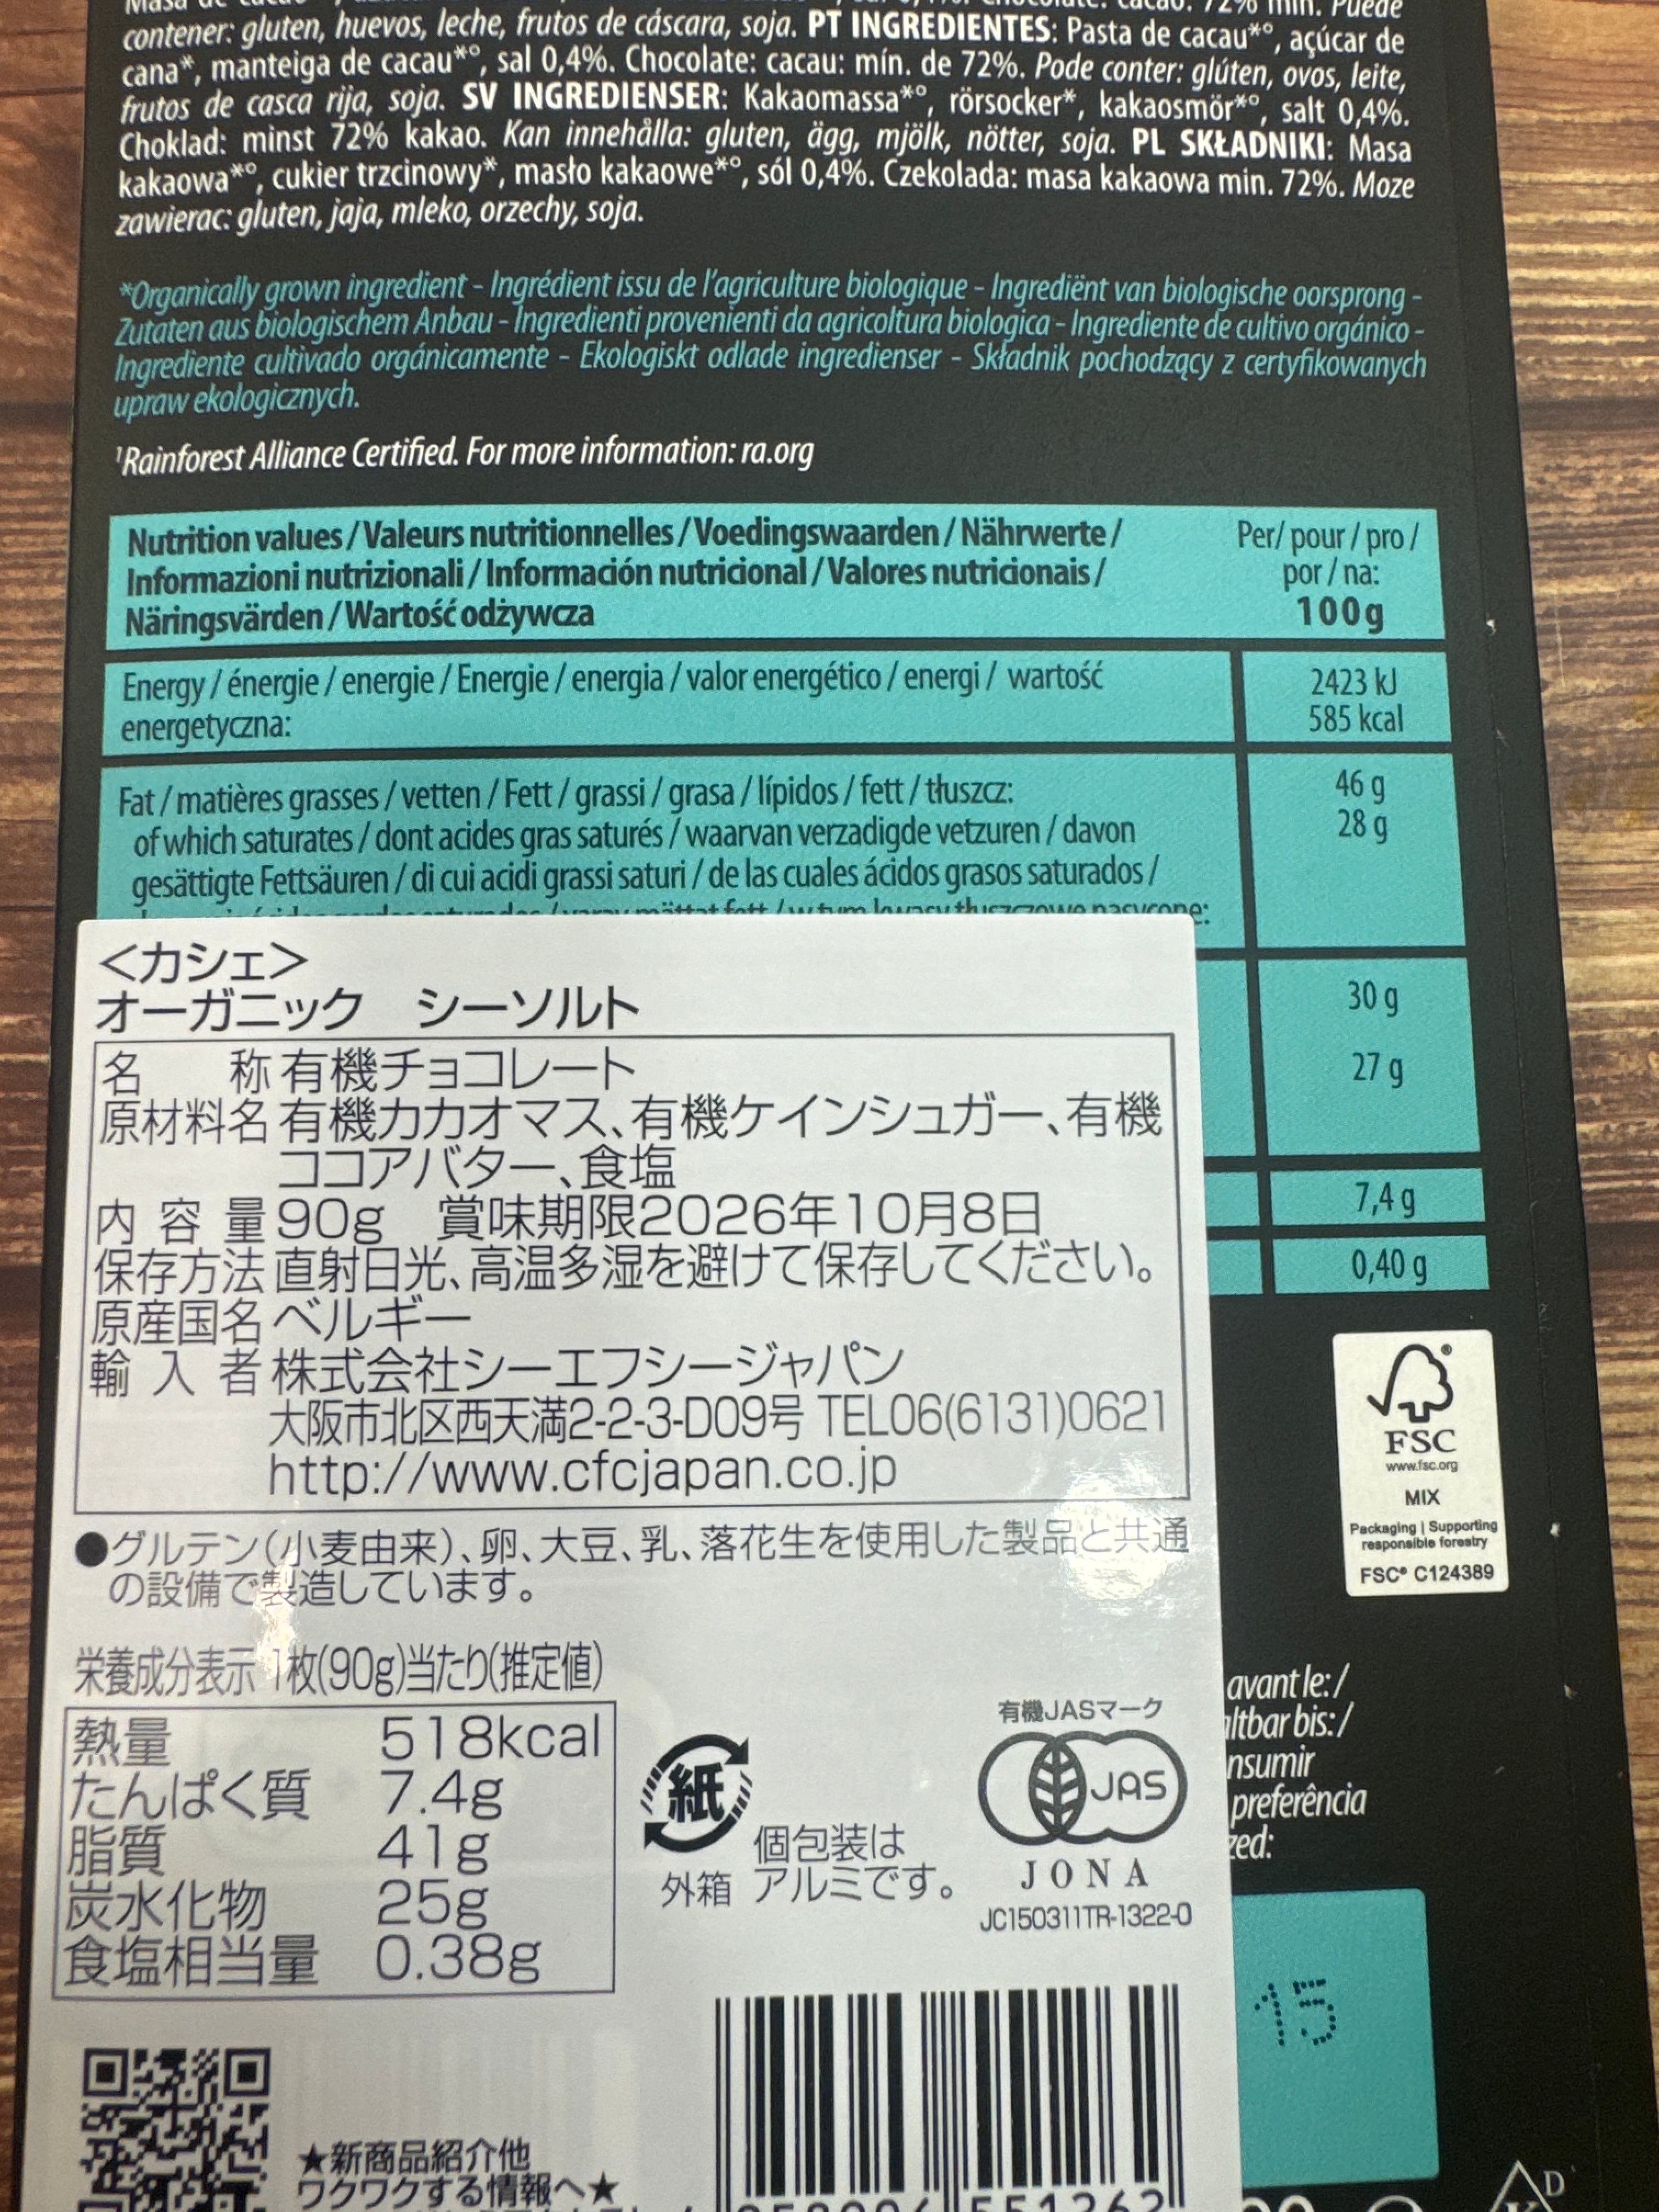 contener: gluten, huevos, leche, frutos de cáscara, soja. PT INGREDIENTES: Pasta de cacau*°, açúcar de
cana*, manteiga de cacau*°, sal 0,4%. Chocolate: cacau: mín. de 72%. Pode conter: glúten, ovos, leite,
frutos de casca rija, soja. SV INGREDIENSER: Kakaomassa*°, rörsocker*, kakaosmör*°, salt 0,4%.
Choklad: minst 72% kakao. Kan innehålla: gluten, ägg, mjölk, nötter, soja. PL SKŁADNIKI: Masa
kakaowa*°, cukier trzcinowy*, masło kakaowe*°, sól 0,4%. Czekolada: masa kakaowa min. 72%. Moze
zawierac: gluten, jaja, mleko, orzechy, soja.
*Organically grown ingredient - Ingrédient issu de l'agriculture biologique - Ingrediënt van biologische oorsprong -
Zutaten aus biologischem Anbau - Ingredienti provenienti da agricoltura biologica - Ingrediente de cultivo orgánico -
Ingrediente cultivado orgánicamente - Ekologiskt odlade ingredienser - Składnik pochodzący z certyfikowanych
upraw ekologicznych.
¹Rainforest Alliance Certified. For more information: ra.org
Nutrition values / Valeurs nutritionnelles / Voedingswaarden / Nährwerte /
Informazioni nutrizionali / Información nutricional / Valores nutricionais /
Näringsvärden / Wartość odżywcza
Per/ pour / pro /
por / na:
100g
Energy / énergie / energie / Energie / energia / valor energético / energi / wartość
energetyczna:
2423 kJ
585 kcal
Fat / matières grasses / vetten / Fett / grassi / grasa / lípidos / fett / tłuszcz:
of which saturates / dont acides gras saturés / waarvan verzadigde vetzuren / davon
gesättigte Fettsäuren / di cui acidi grassi saturi / de las cuales ácidos grasos saturados /
46 g
28 g
30 g
27 g
7,4 g
0,40 g
<カシェ>
オーガニック シーソルト
名 称 有機チョコレート
原材料名 有機カカオマス、有機ケインシュガー、有機
ココアバター、食塩
内 容 量 90g 賞味期限2026年10月8日
保存方法 直射日光、高温多湿を避けて保存してください。
原産国名 ベルギー
輸 入 者 株式会社シーエフシージャパン
大阪市北区西天満2-2-3-D09号 TEL06(6131)0621
http://www.cfcjapan.co.jp
●グルテン(小麦由来)、卵、大豆、乳、落花生を使用した製品と共通
の設備で製造しています。
栄養成分表示 1枚(90g)当たり(推定値)
熱量 518kcal
たんぱく質 7.4g
脂質 41g
炭水化物 25g
食塩相当量 0.38g
紙
外箱
個包装は
アルミです。
有機JASマーク
JAS
JONA
JC150311TR-1322-0
★新商品紹介他
ワクワクする情報へ★
FSC
www.fsc.org
MIX
Packaging | Supporting
responsible forestry
FSC® C124389
avant le: /
ltbar bis: /
nsumir
preferência
zed:
15
D